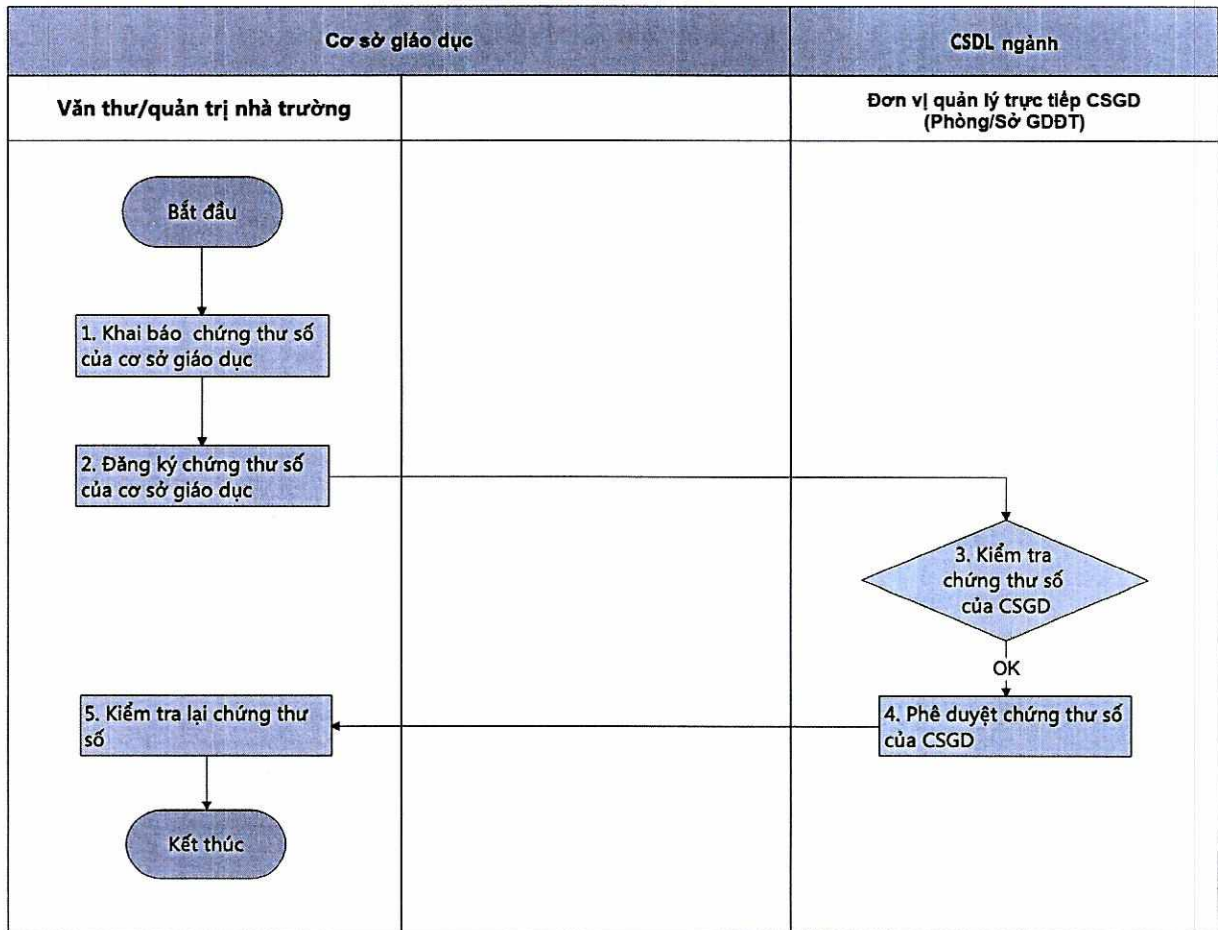 Cơ sở giáo dục
CSDL ngành
Văn thư/quản trị nhà trường
Đơn vị quản lý trực tiếp CSGD
(Phòng/Sở GDĐT)
Bắt đầu
1. Khai báo chứng thư số
của cơ sở giáo dục
2. Đăng ký chứng thư số
của cơ sở giáo dục
3. Kiểm tra
chứng thư số
của CSGD
OK
4. Phê duyệt chứng thư số
của CSGD
5. Kiểm tra lại chứng thư
số
Kết thúc